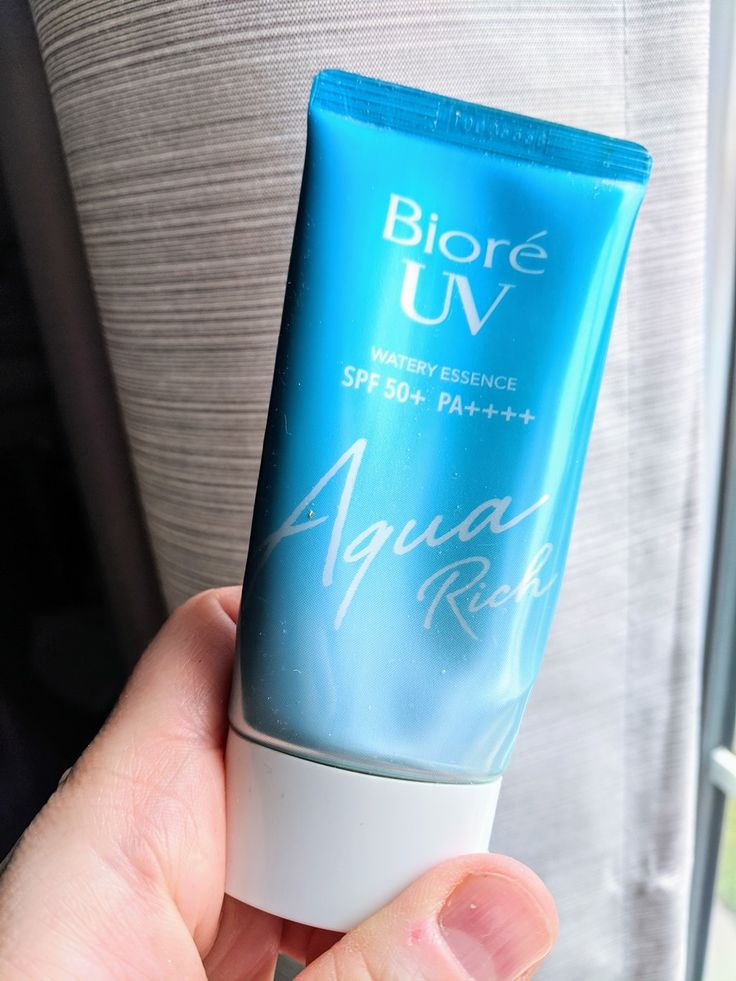 Bioré
UV
WATERY ESSENCE
SPF 50+ PA++++
Aqua
Rich